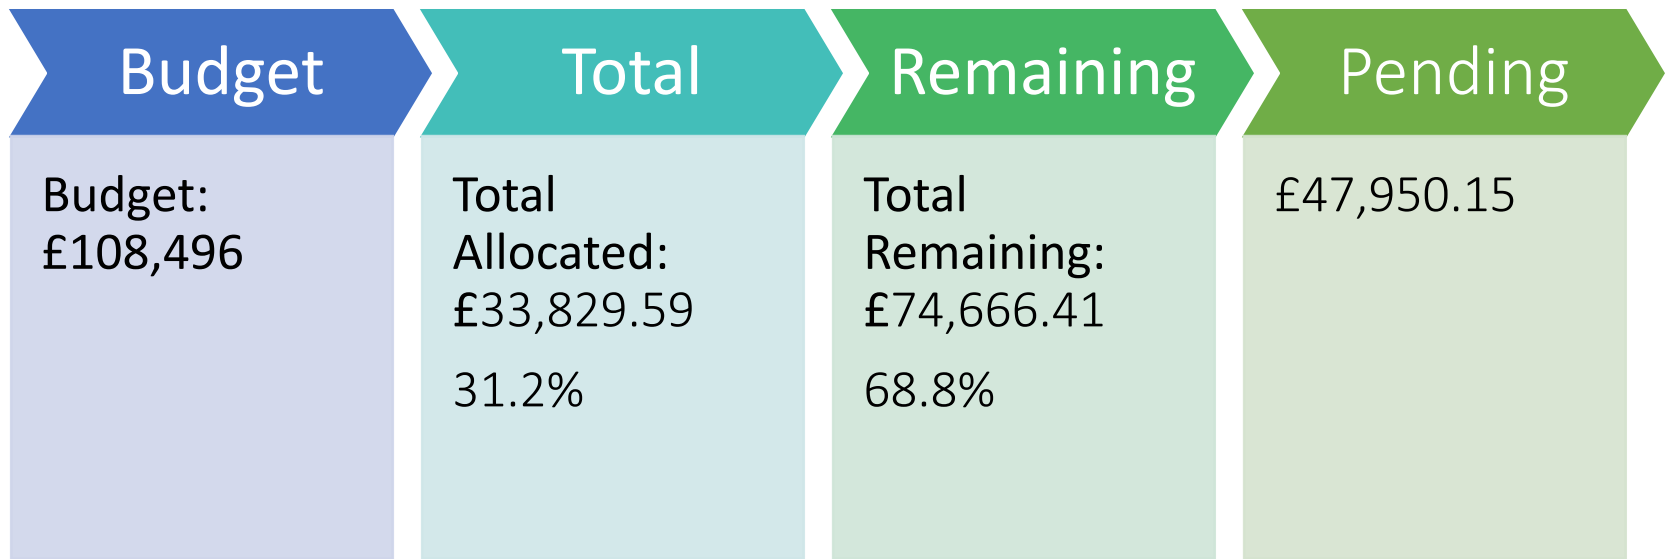 Budget
Total
Remaining
Pending
Budget:
£108,496
Total
Allocated:
£33,829.59
31.2%
Total
Remaining:
£74,666.41
68.8%
£47,950.15